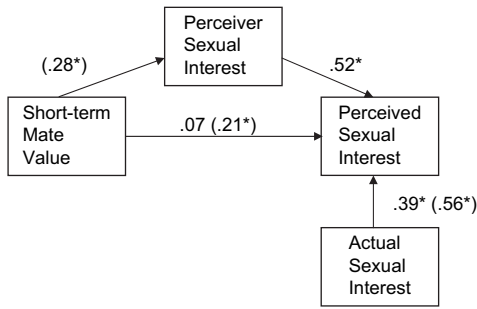 Perceiver
Sexual
Interest
(.28*)
.52*
Short-term
Mate
Value
.07 (.21*)
Perceived
Sexual
Interest
.39* (.56*)
Actual
Sexual
Interest